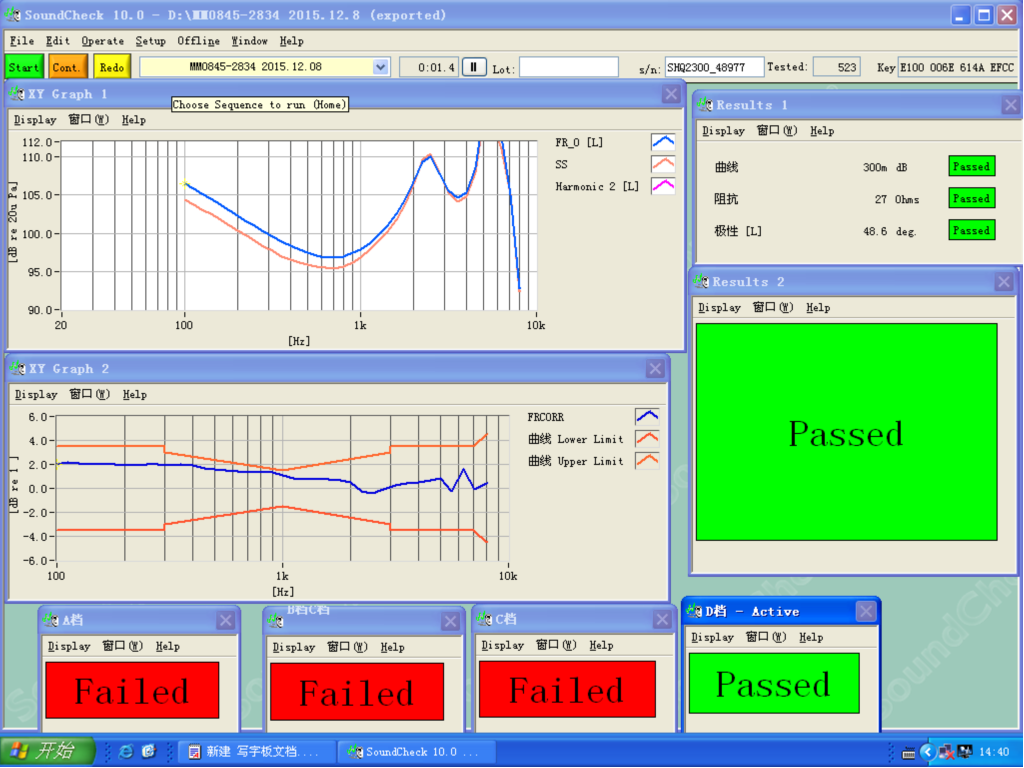 SoundCheck 10.0 - D:\MM0845-2834 2015.12.8 (exported)
File Edit Operate Setup Offline Window Help
Start Cont. Redo MM0845-2834 2015.12.08 0:01.4 Lot: s/n: SHQ2300_48977 Tested: 523 Key E100 006E 614A EFCC
XY Graph 1
Choose Sequence to run (Home)
Display 窗口(W) Help
112.0
110.0
105.0
100.0
95.0
90.0
[dB re 20u Pa]
20 100 1k 10k
[Hz]
FR_0 [L]
SS
Harmonic 2 [L]
Results 1
Display 窗口(W) Help
曲线 300m dB Passed
阻抗 27 Ohms Passed
极性 [L] 48.6 deg. Passed
Results 2
Display 窗口(W) Help
Passed
XY Graph 2
Display 窗口(W) Help
6.0
4.0
2.0
0.0
-2.0
-4.0
-6.0
[dB re 1 ]
100 1k 10k
[Hz]
FRCORR
曲线 Lower Limit
曲线 Upper Limit
A档
Display 窗口(W) Help
Failed
B档C档
Display 窗口(W) Help
Failed
C档
Display 窗口(W) Help
Failed
D档 - Active
Display 窗口(W) Help
Passed
开始 新建 写字板文档.... SoundCheck 10.0 ... 14:40